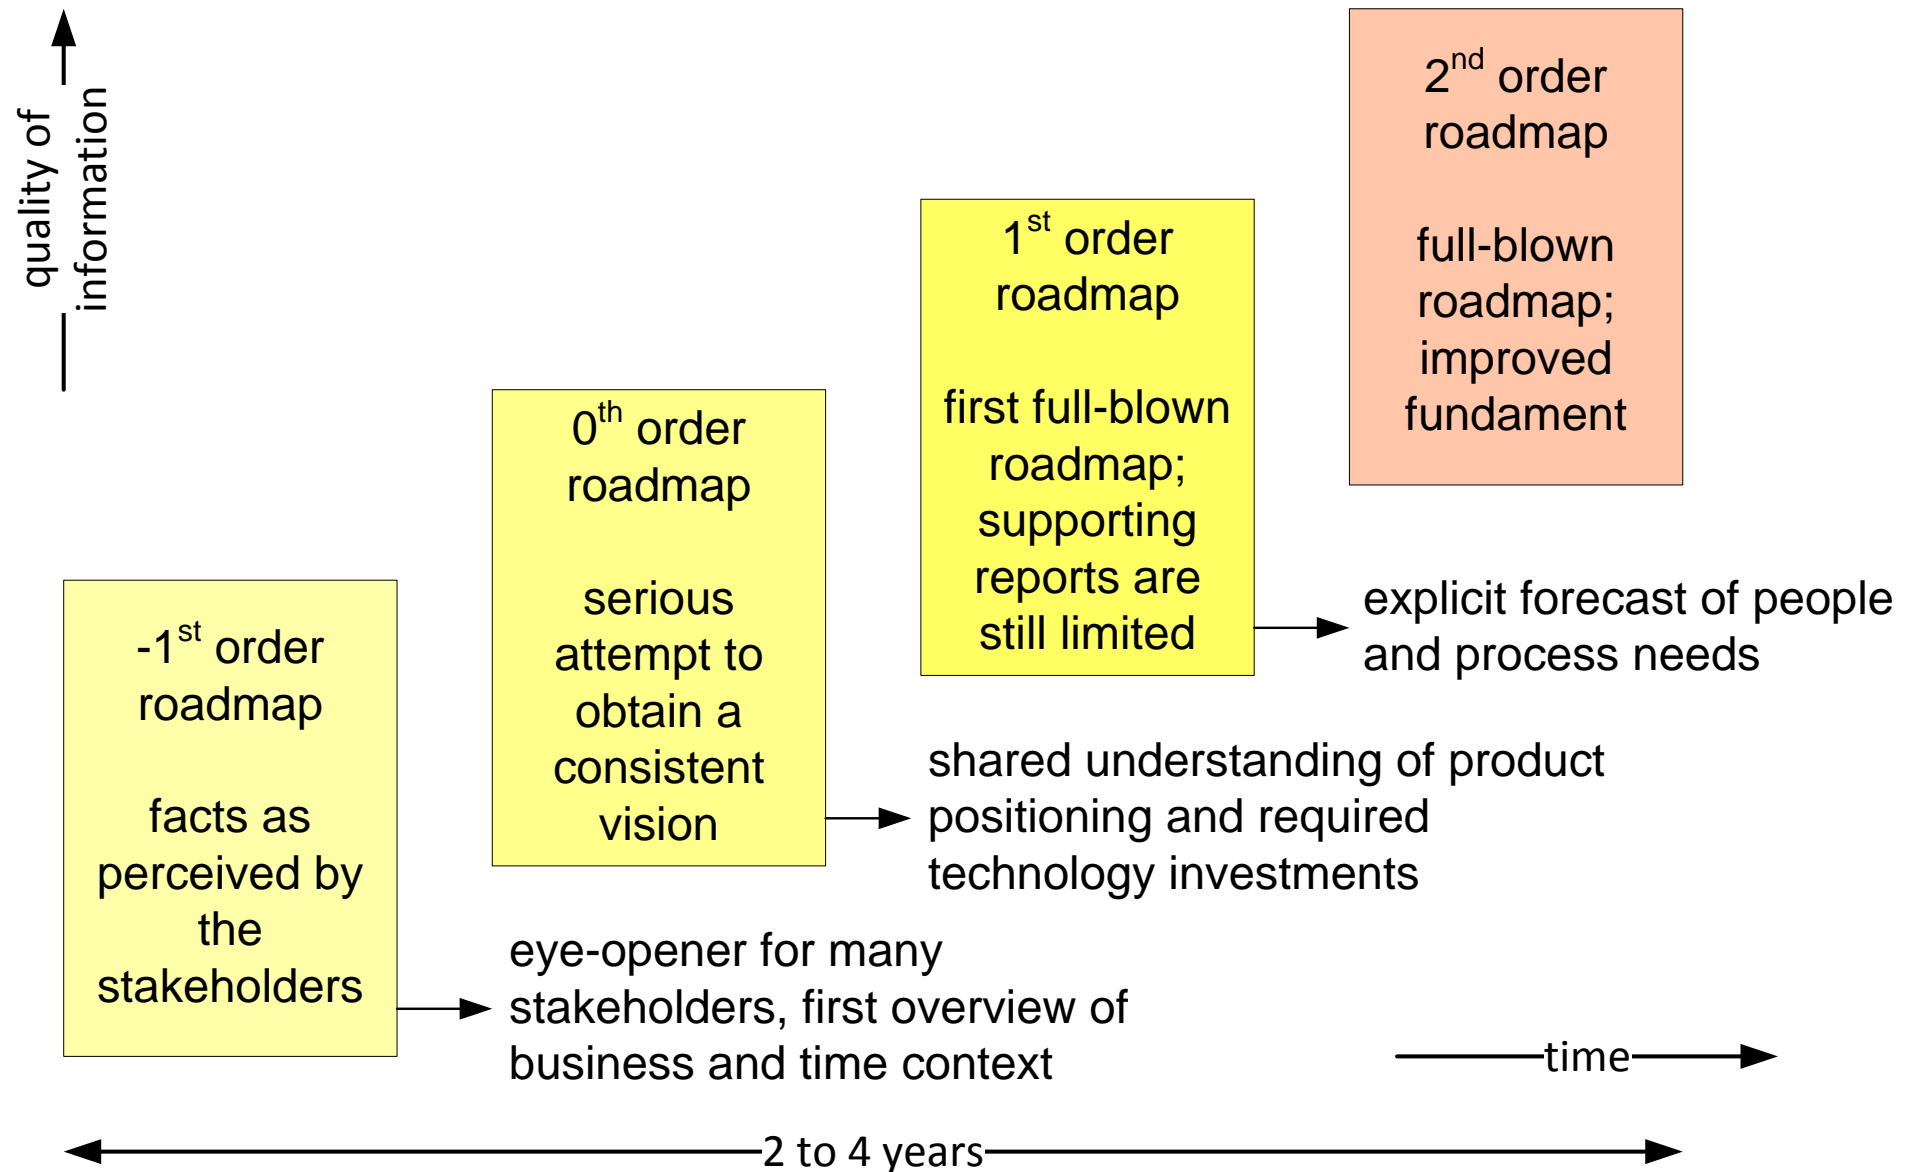 quality of
information
-1st order
roadmap
facts as
perceived by
the
stakeholders
eye-opener for many
stakeholders, first overview of
business and time context
0th order
roadmap
serious
attempt to
obtain a
consistent
vision
shared understanding of product
positioning and required
technology investments
1st order
roadmap
first full-blown
roadmap;
supporting
reports are
still limited
explicit forecast of people
and process needs
2nd order
roadmap
full-blown
roadmap;
improved
fundament
time
2 to 4 years